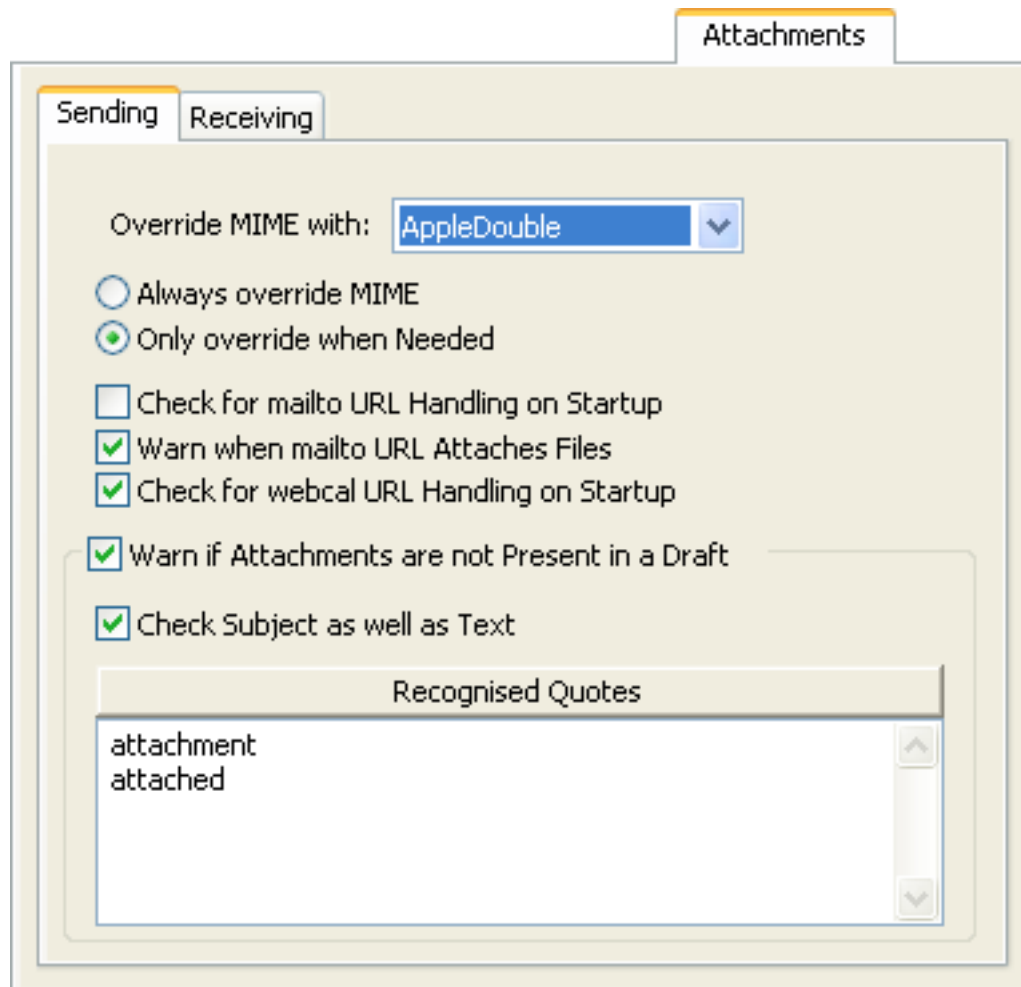 Attachments
Sending Receiving
Override MIME with: AppleDouble
Always override MIME
Only override when Needed
Check for mailto URL Handling on Startup
Warn when mailto URL Attaches Files
Check for webcal URL Handling on Startup
Warn if Attachments are not Present in a Draft
Check Subject as well as Text
Recognised Quotes
attachment
attached